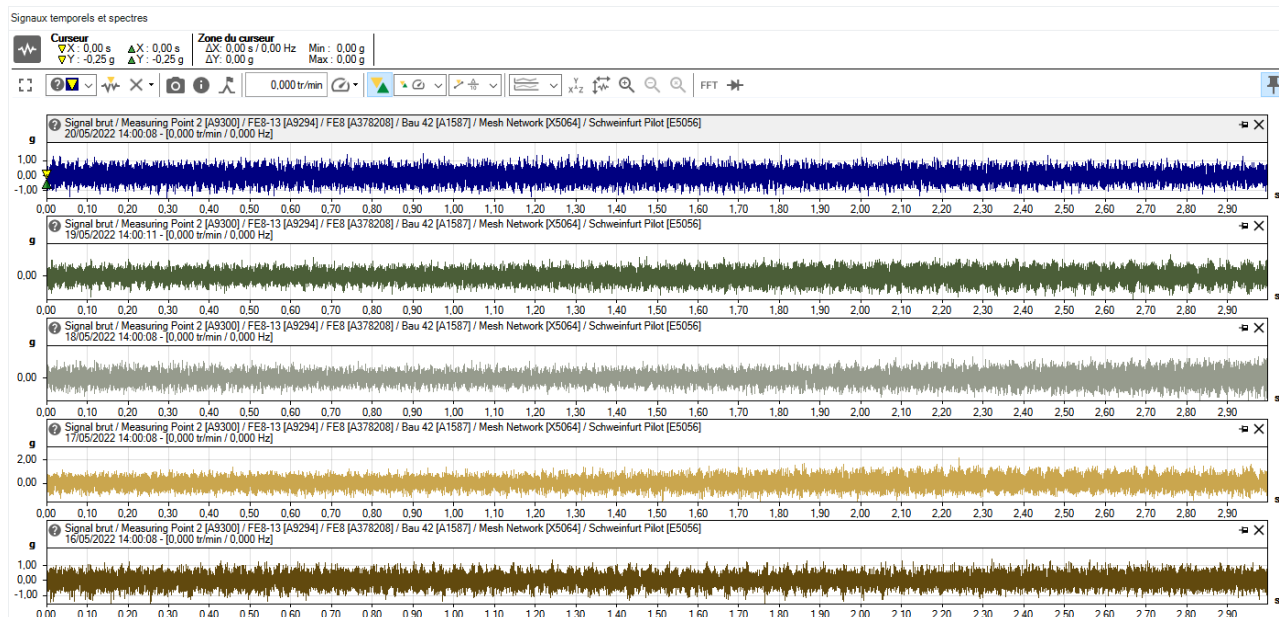 Signaux temporels et spectres
Curseur
X : 0,00 s X : 0,00 s
Y : -0,25 g Y : -0,25 g
Zone du curseur
ΔX: 0,00 s / 0,00 Hz Min : 0,00 g
ΔY: 0,00 g Max : 0,00 g
0,000 tr/min
10
X Y Z
FFT
Signal brut / Measuring Point 2 [A9300] / FE8-13 [A9294] / FE8 [A378208] / Bau 42 [A1587] / Mesh Network [X5064] / Schweinfurt Pilot [E5056]
20/05/2022 14:00:08 - [0,000 tr/min / 0,000 Hz]
g
1,00
0,00
-1,00
0,00 0,10 0,20 0,30 0,40 0,50 0,60 0,70 0,80 0,90 1,00 1,10 1,20 1,30 1,40 1,50 1,60 1,70 1,80 1,90 2,00 2,10 2,20 2,30 2,40 2,50 2,60 2,70 2,80 2,90 s
Signal brut / Measuring Point 2 [A9300] / FE8-13 [A9294] / FE8 [A378208] / Bau 42 [A1587] / Mesh Network [X5064] / Schweinfurt Pilot [E5056]
19/05/2022 14:00:11 - [0,000 tr/min / 0,000 Hz]
g
0,00
0,00 0,10 0,20 0,30 0,40 0,50 0,60 0,70 0,80 0,90 1,00 1,10 1,20 1,30 1,40 1,50 1,60 1,70 1,80 1,90 2,00 2,10 2,20 2,30 2,40 2,50 2,60 2,70 2,80 2,90 s
Signal brut / Measuring Point 2 [A9300] / FE8-13 [A9294] / FE8 [A378208] / Bau 42 [A1587] / Mesh Network [X5064] / Schweinfurt Pilot [E5056]
18/05/2022 14:00:08 - [0,000 tr/min / 0,000 Hz]
g
0,00
0,00 0,10 0,20 0,30 0,40 0,50 0,60 0,70 0,80 0,90 1,00 1,10 1,20 1,30 1,40 1,50 1,60 1,70 1,80 1,90 2,00 2,10 2,20 2,30 2,40 2,50 2,60 2,70 2,80 2,90 s
Signal brut / Measuring Point 2 [A9300] / FE8-13 [A9294] / FE8 [A378208] / Bau 42 [A1587] / Mesh Network [X5064] / Schweinfurt Pilot [E5056]
17/05/2022 14:00:08 - [0,000 tr/min / 0,000 Hz]
g
2,00
0,00
0,00 0,10 0,20 0,30 0,40 0,50 0,60 0,70 0,80 0,90 1,00 1,10 1,20 1,30 1,40 1,50 1,60 1,70 1,80 1,90 2,00 2,10 2,20 2,30 2,40 2,50 2,60 2,70 2,80 2,90 s
Signal brut / Measuring Point 2 [A9300] / FE8-13 [A9294] / FE8 [A378208] / Bau 42 [A1587] / Mesh Network [X5064] / Schweinfurt Pilot [E5056]
16/05/2022 14:00:08 - [0,000 tr/min / 0,000 Hz]
g
1,00
0,00
-1,00
0,00 0,10 0,20 0,30 0,40 0,50 0,60 0,70 0,80 0,90 1,00 1,10 1,20 1,30 1,40 1,50 1,60 1,70 1,80 1,90 2,00 2,10 2,20 2,30 2,40 2,50 2,60 2,70 2,80 2,90 s